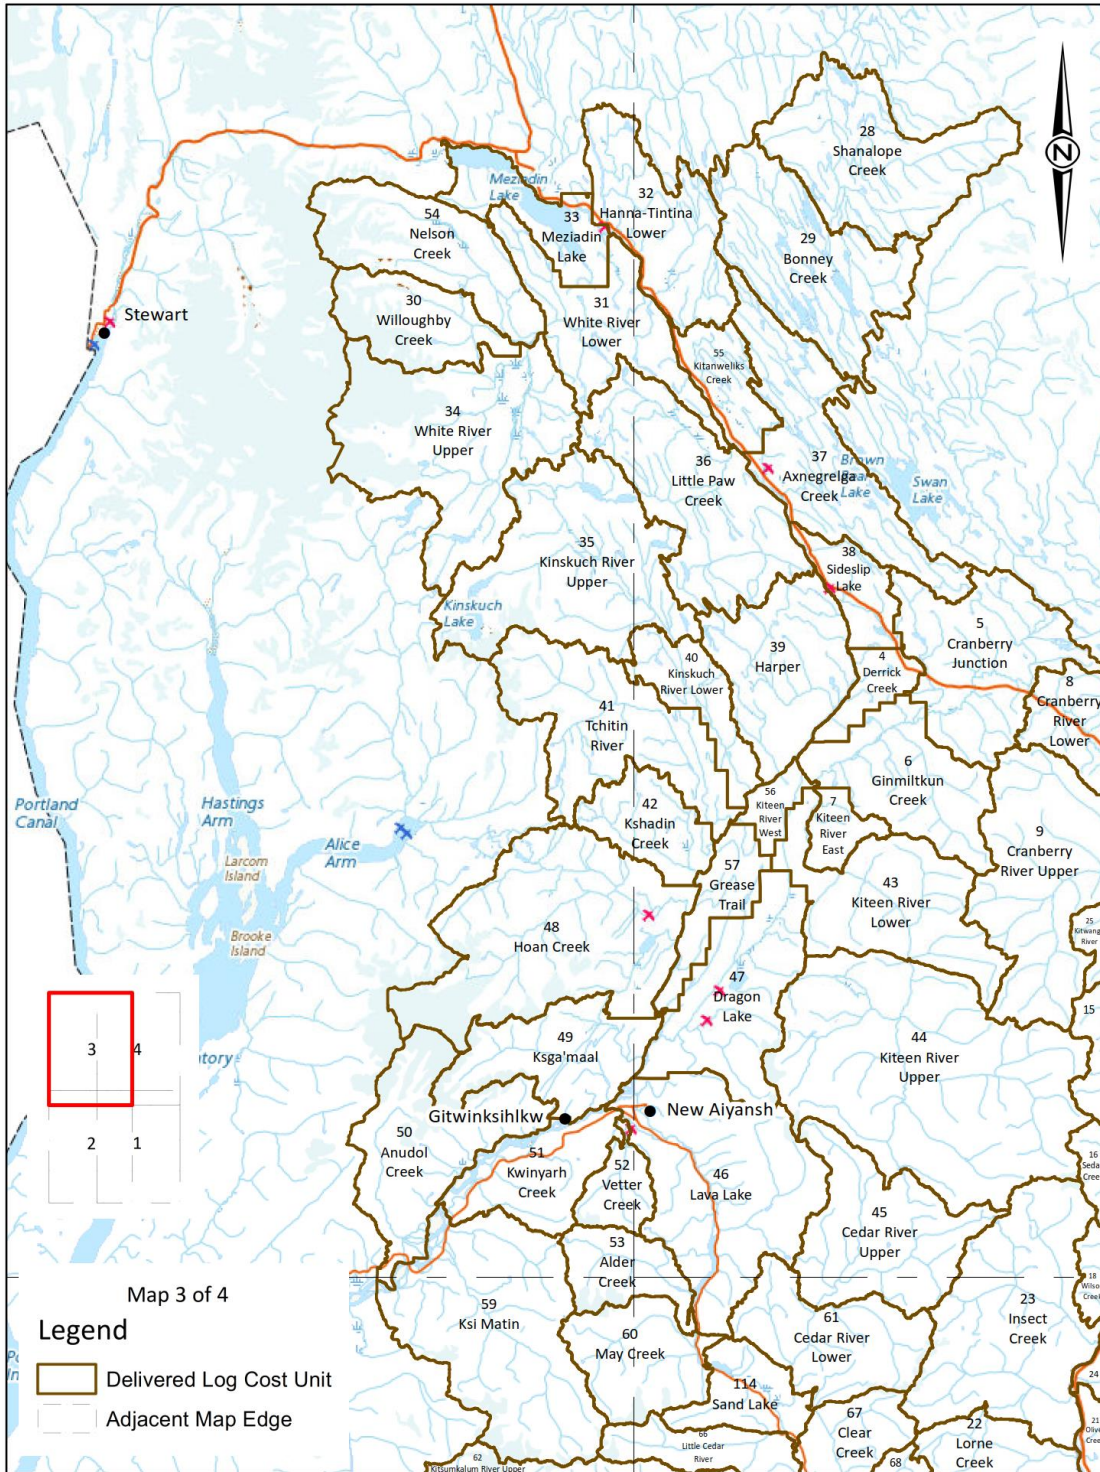 N
28
Shanalope
Creek
Meziadin
Lake
32
Hanna-Tintina
Lower
54
Nelson
Creek
33
Meziadin
Lake
29
Bonney
Creek
30
Willoughby
Creek
31
White River
Lower
Stewart
55
Kitanweliks
Creek
34
White River
Upper
36
Little Paw
Creek
37
Axnegrelga
Creek
Brown
Bear
Lake
Swan
Lake
35
Kinskuch River
Upper
38
Sideslip
Lake
Kinskuch
Lake
5
Cranberry
Junction
39
Harper
40
Kinskuch
River Lower
4
Derrick
Creek
8
Cranberry
River
Lower
41
Tchitin
River
6
Ginmiltkun
Creek
56
Kiteen
River
West
7
Kiteen
River
East
42
Kshadin
Creek
Portland
Canal
Hastings
Arm
Alice
Arm
Larcom
Island
9
Cranberry
River Upper
57
Grease
Trail
43
Kiteen River
Lower
48
Hoan Creek
Brooke
Island
25
Kitwang
River
47
Dragon
Lake
15
3
4
2
1
atory
49
Ksga'maal
44
Kiteen River
Upper
Gitwinksihlkw
New Aiyansh
50
Anudol
Creek
51
Kwinyarh
Creek
52
Vetter
Creek
46
Lava Lake
16
Seda
Cree
45
Cedar River
Upper
53
Alder
Creek
18
Wilso
Creek
59
Ksi Matin
23
Insect
Creek
61
Cedar River
Lower
60
May Creek
Map 3 of 4
Legend
Delivered Log Cost Unit
Adjacent Map Edge
114
Sand Lake
24
67
Clear
Creek
22
Lorne
Creek
21
Olive
Cree
66
Little Cedar
River
62
Kitsumkalum River Upper
68